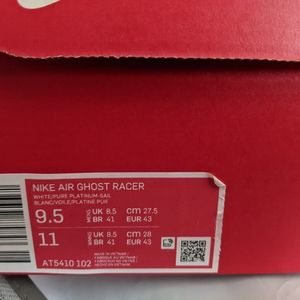 NIKE AIR GHOST RACER
WHITE/PURE PLATINUM-SAIL
BLANC/VOILE/PLATINE PUR
9.5 MENS UK 8.5 CM 27.5
BR 41 EUR 43
11 UK 8.5 CM 28
BR 41 EUR 43
AT5410 102